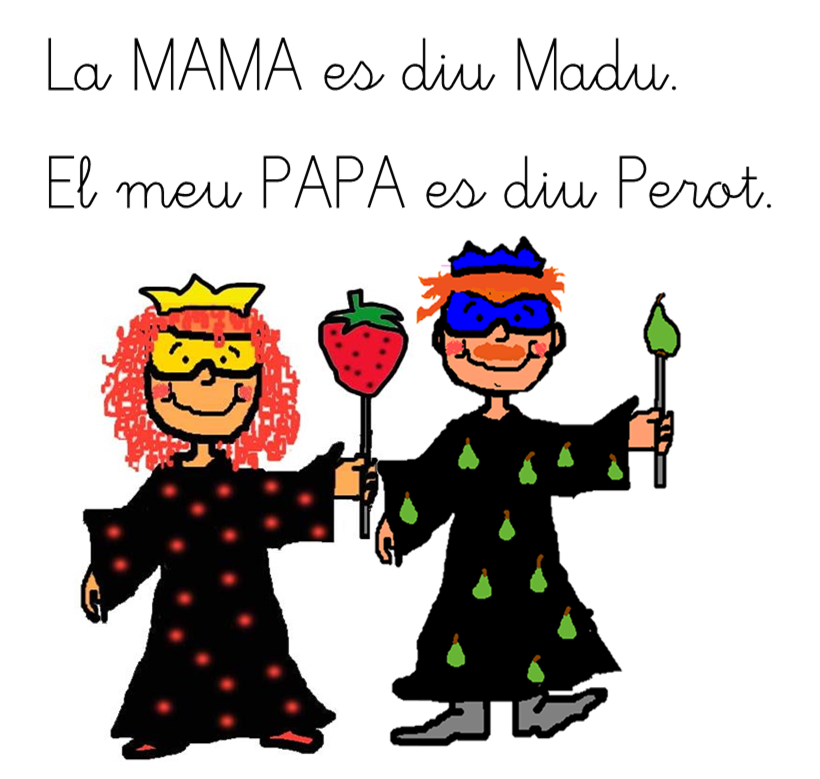 La MAMA es diu Madu.
El meu PAPA es diu Perot.